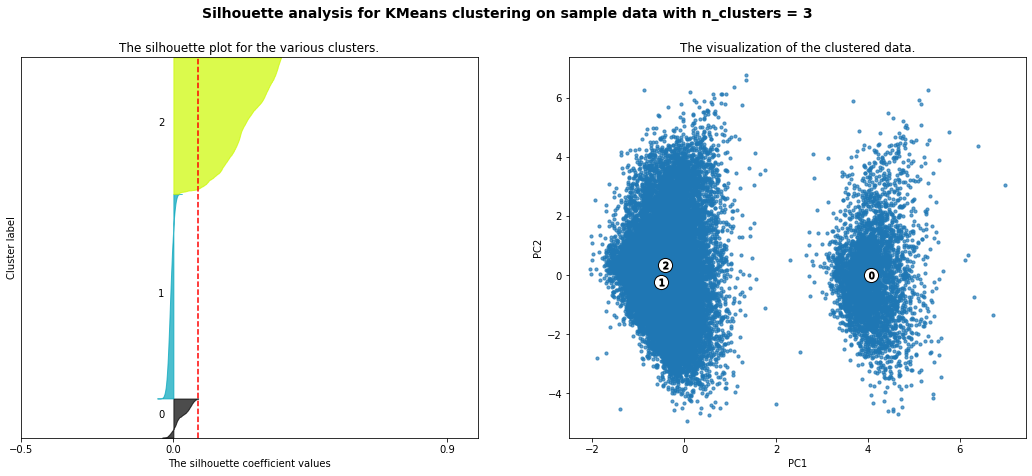 Silhouette analysis for KMeans clustering on sample data with n_clusters = 3
The silhouette plot for the various clusters.
2
1
0
Cluster label
−0.5 0.0 0.9
The silhouette coefficient values
The visualization of the clustered data.
6
4
2
0
−2
−4
PC2
2
1
0
−2 0 2 4 6
PC1